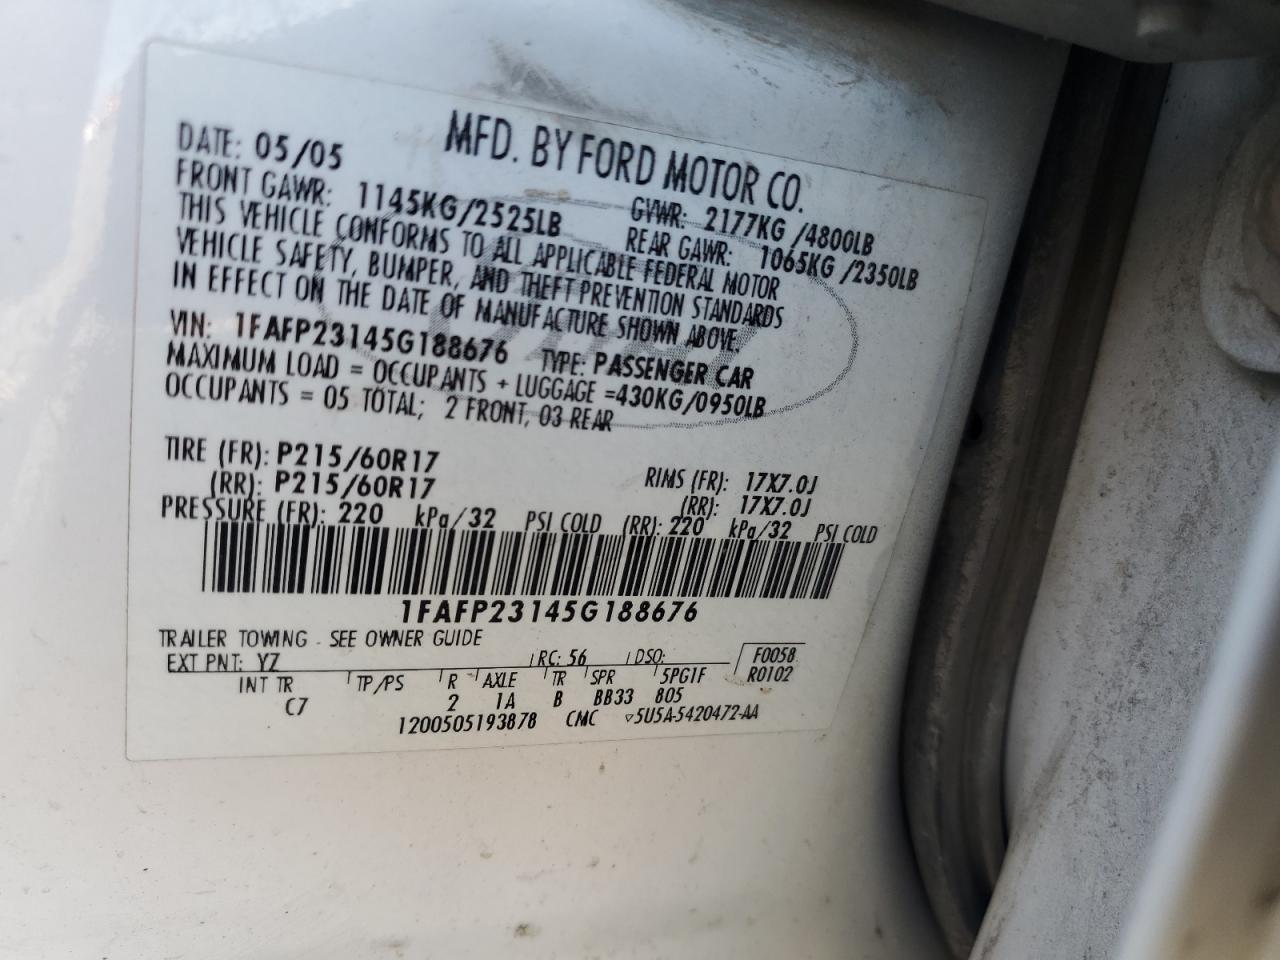 MFD. BY FORD MOTOR CO.
DATE: 05/05 GVWR: 2177KG /4800LB
FRONT GAWR: 1145KG/2525LB REAR GAWR: 1065KG /2350LB
THIS VEHICLE CONFORMS TO ALL APPLICABLE FEDERAL MOTOR
VEHICLE SAFETY, BUMPER, AND THEFT PREVENTION STANDARDS
IN EFFECT ON THE DATE OF MANUFACTURE SHOWN ABOVE.
VIN: 1FAFP23145G188676 TYPE: PASSENGER CAR
MAXIMUM LOAD = OCCUPANTS + LUGGAGE =430KG/0950LB
OCCUPANTS = 05 TOTAL; 2 FRONT, 03 REAR
TIRE (FR): P215/60R17 RIMS (FR): 17X7.0J
(RR): P215/60R17 (RR): 17X7.0J
PRESSURE (FR): 220 kPa/32 PSI COLD (RR): 220 kPa/32 PSI COLD
1FAFP23145G188676
TRAILER TOWING - SEE OWNER GUIDE
EXT PNT: YZ RC: 56 DSO: F0058
R0102
INT TR TP/PS R AXLE TR SPR 5PG1F
C7 2 1A B BB33 805
1200505193878 CMC ▽5U5A-5420472-AA